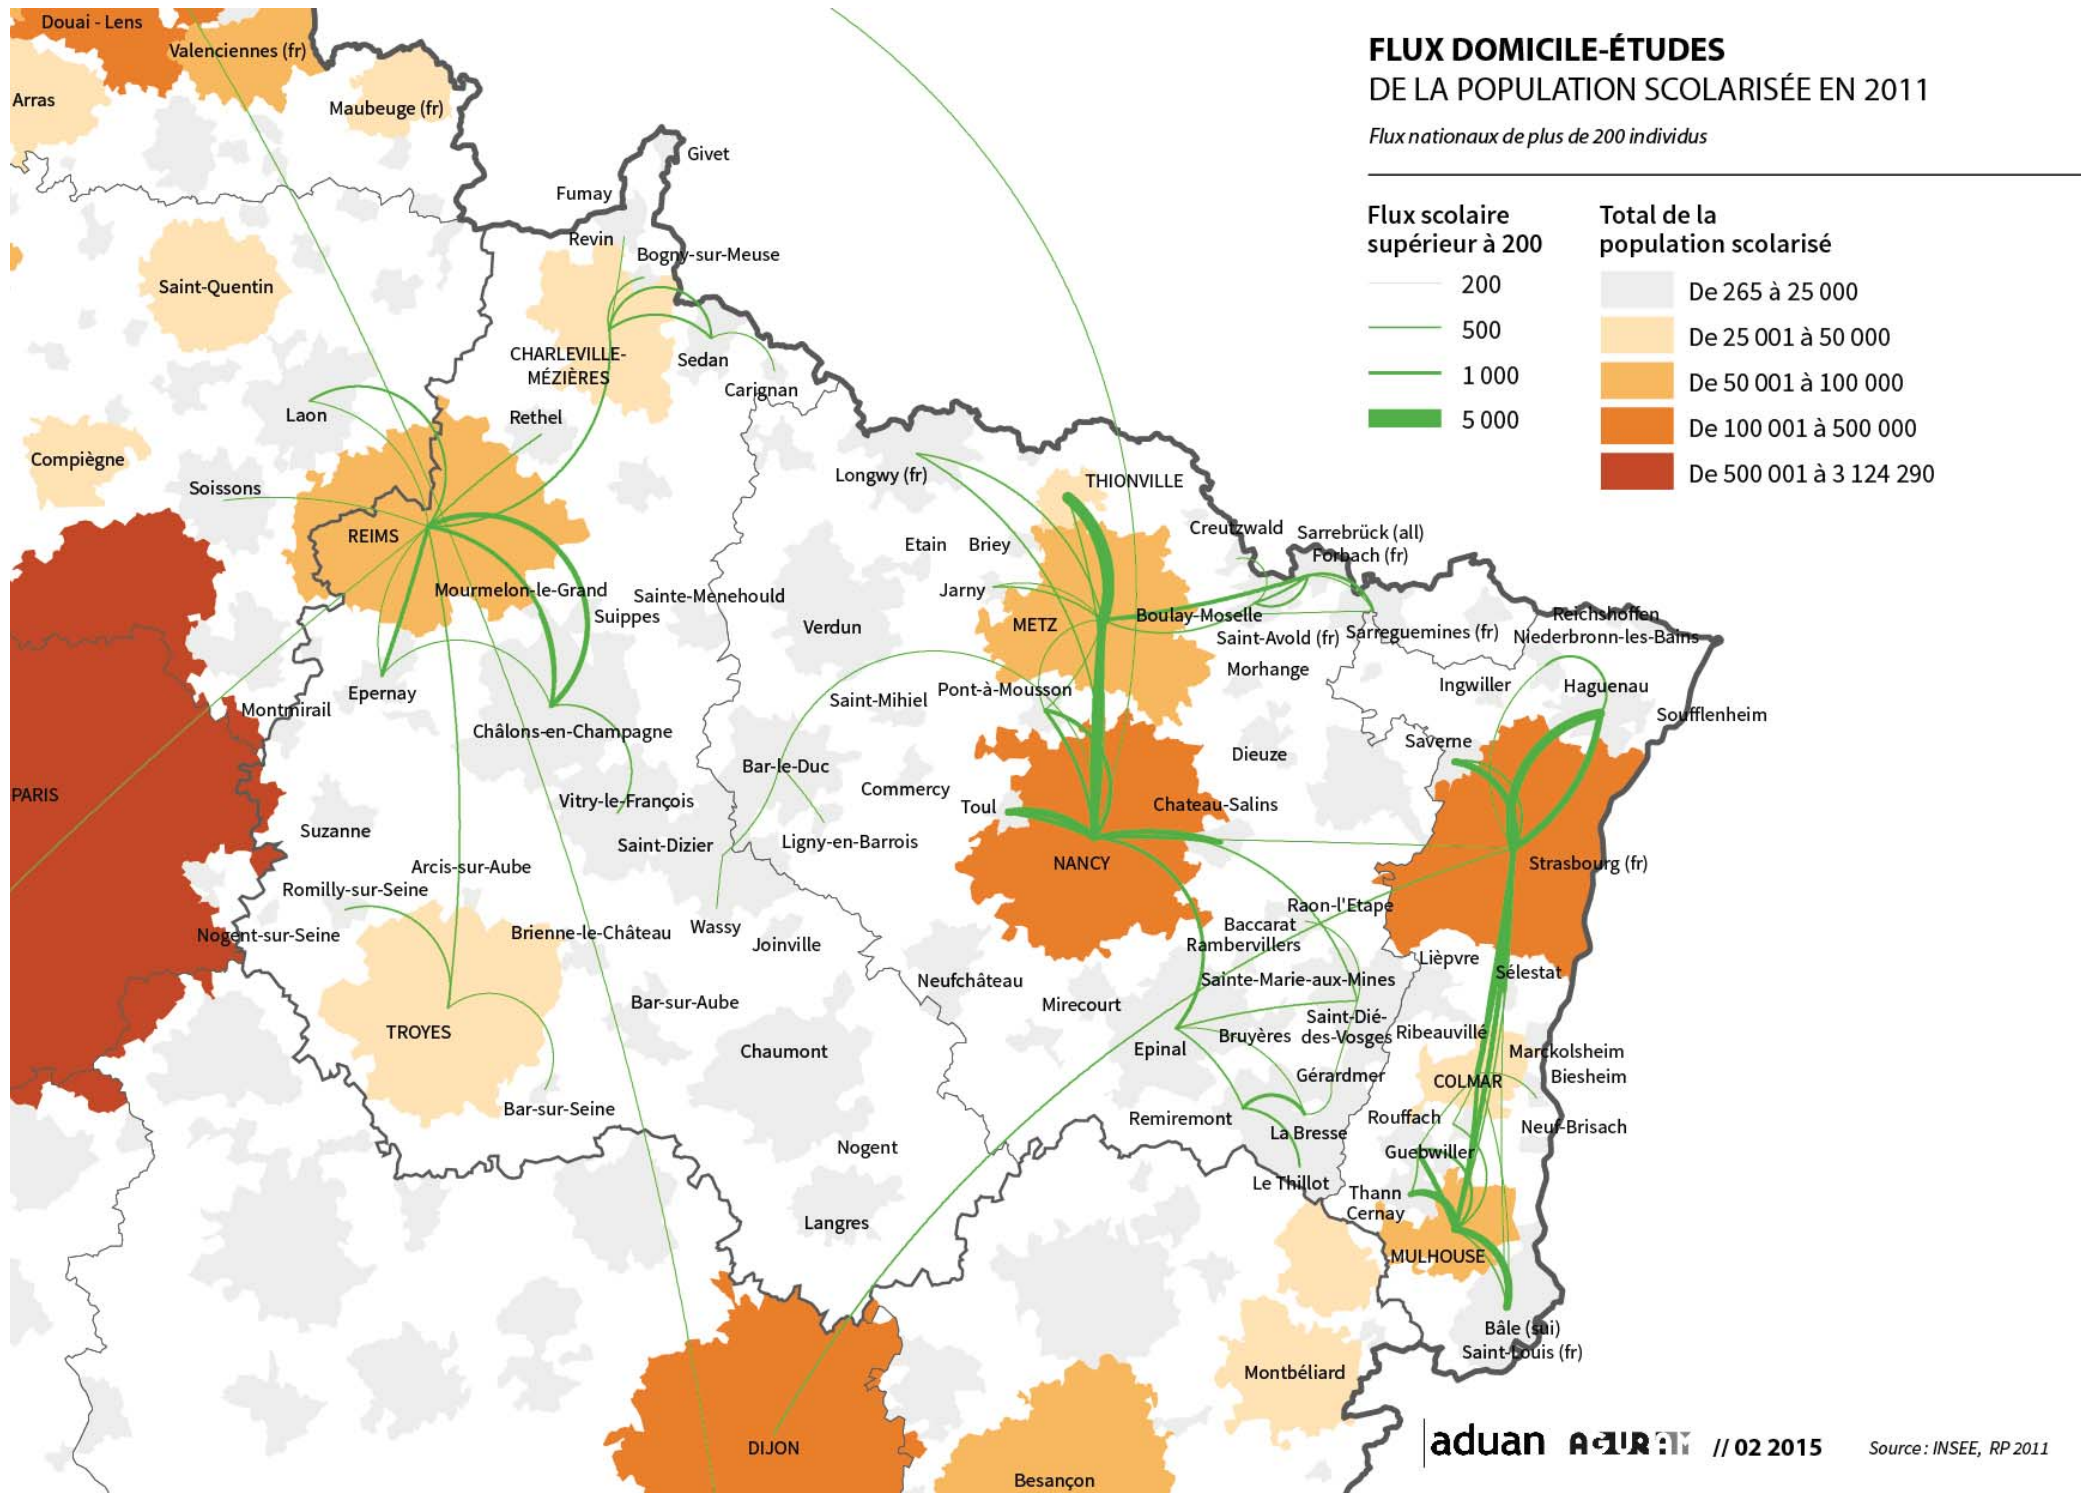 FLUX DOMICILE-ÉTUDES
DE LA POPULATION SCOLARISÉE EN 2011
Flux nationaux de plus de 200 individus
Flux scolaire
supérieur à 200
200
500
1 000
5 000
Total de la
population scolarisé
De 265 à 25 000
De 25 001 à 50 000
De 50 001 à 100 000
De 100 001 à 500 000
De 500 001 à 3 124 290
Douai - Lens
Valenciennes (fr)
Arras
Maubeuge (fr)
Givet
Fumay
Revin
Bogny-sur-Meuse
Saint-Quentin
CHARLEVILLE-
MÉZIÈRES
Sedan
Carignan
Laon
Rethel
Compiègne
Soissons
Longwy (fr)
THIONVILLE
REIMS
Creutzwald
Sarrebrück (all)
Forbach (fr)
Etain
Briey
Jarny
Mourmelon-le-Grand
Suippes
Sainte-Menehould
Verdun
METZ
Boulay-Moselle
Saint-Avold (fr)
Sarreguemines (fr)
Reichshoffen
Niederbronn-les-Bains
Morhange
Ingwiller
Haguenau
Soufflenheim
Epernay
Montmirail
Châlons-en-Champagne
Saint-Mihiel
Pont-à-Mousson
Saverne
Dieuze
Bar-le-Duc
Commercy
PARIS
Vitry-le-François
Toul
Chateau-Salins
Suzanne
Saint-Dizier
Ligny-en-Barrois
NANCY
Strasbourg (fr)
Arcis-sur-Aube
Romilly-sur-Seine
Raon-l'Etape
Baccarat
Rambervillers
Nogent-sur-Seine
Brienne-le-Château
Wassy
Joinville
Lièpvre
Sélestat
Neufchâteau
Sainte-Marie-aux-Mines
Bar-sur-Aube
Mirecourt
Saint-Dié-
des-Vosges
Ribeauvillé
TROYES
Chaumont
Epinal
Bruyères
Marckolsheim
Biesheim
Gérardmer
COLMAR
Bar-sur-Seine
Remiremont
La Bresse
Rouffach
Neuf-Brisach
Nogent
Guebwiller
Le Thillot
Thann
Cernay
Langres
MULHOUSE
Bâle (sui)
Saint-Louis (fr)
Montbéliard
DIJON
Besançon
aduan AGURAM // 02 2015 Source : INSEE, RP 2011